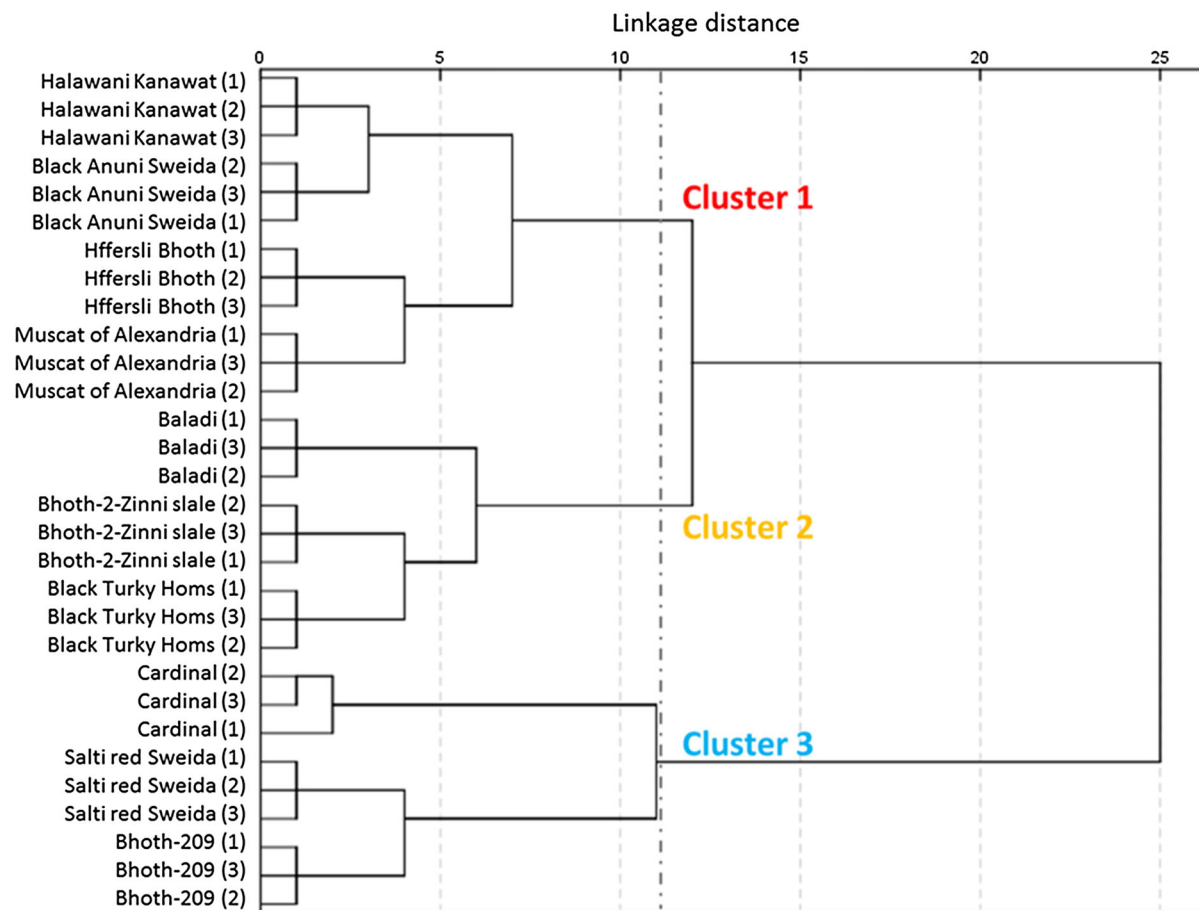 Linkage distance
0 5 10 15 20 25
Halawani Kanawat (1)
Halawani Kanawat (2)
Halawani Kanawat (3)
Black Anuni Sweida (2)
Black Anuni Sweida (3)
Cluster 1
Black Anuni Sweida (1)
Hffersli Bhoth (1)
Hffersli Bhoth (2)
Hffersli Bhoth (3)
Muscat of Alexandria (1)
Muscat of Alexandria (3)
Muscat of Alexandria (2)
Baladi (1)
Baladi (3)
Baladi (2)
Bhoth-2-Zinni slale (2)
Bhoth-2-Zinni slale (3)
Cluster 2
Bhoth-2-Zinni slale (1)
Black Turky Homs (1)
Black Turky Homs (3)
Black Turky Homs (2)
Cardinal (2)
Cardinal (3)
Cardinal (1)
Cluster 3
Salti red Sweida (1)
Salti red Sweida (2)
Salti red Sweida (3)
Bhoth-209 (1)
Bhoth-209 (3)
Bhoth-209 (2)